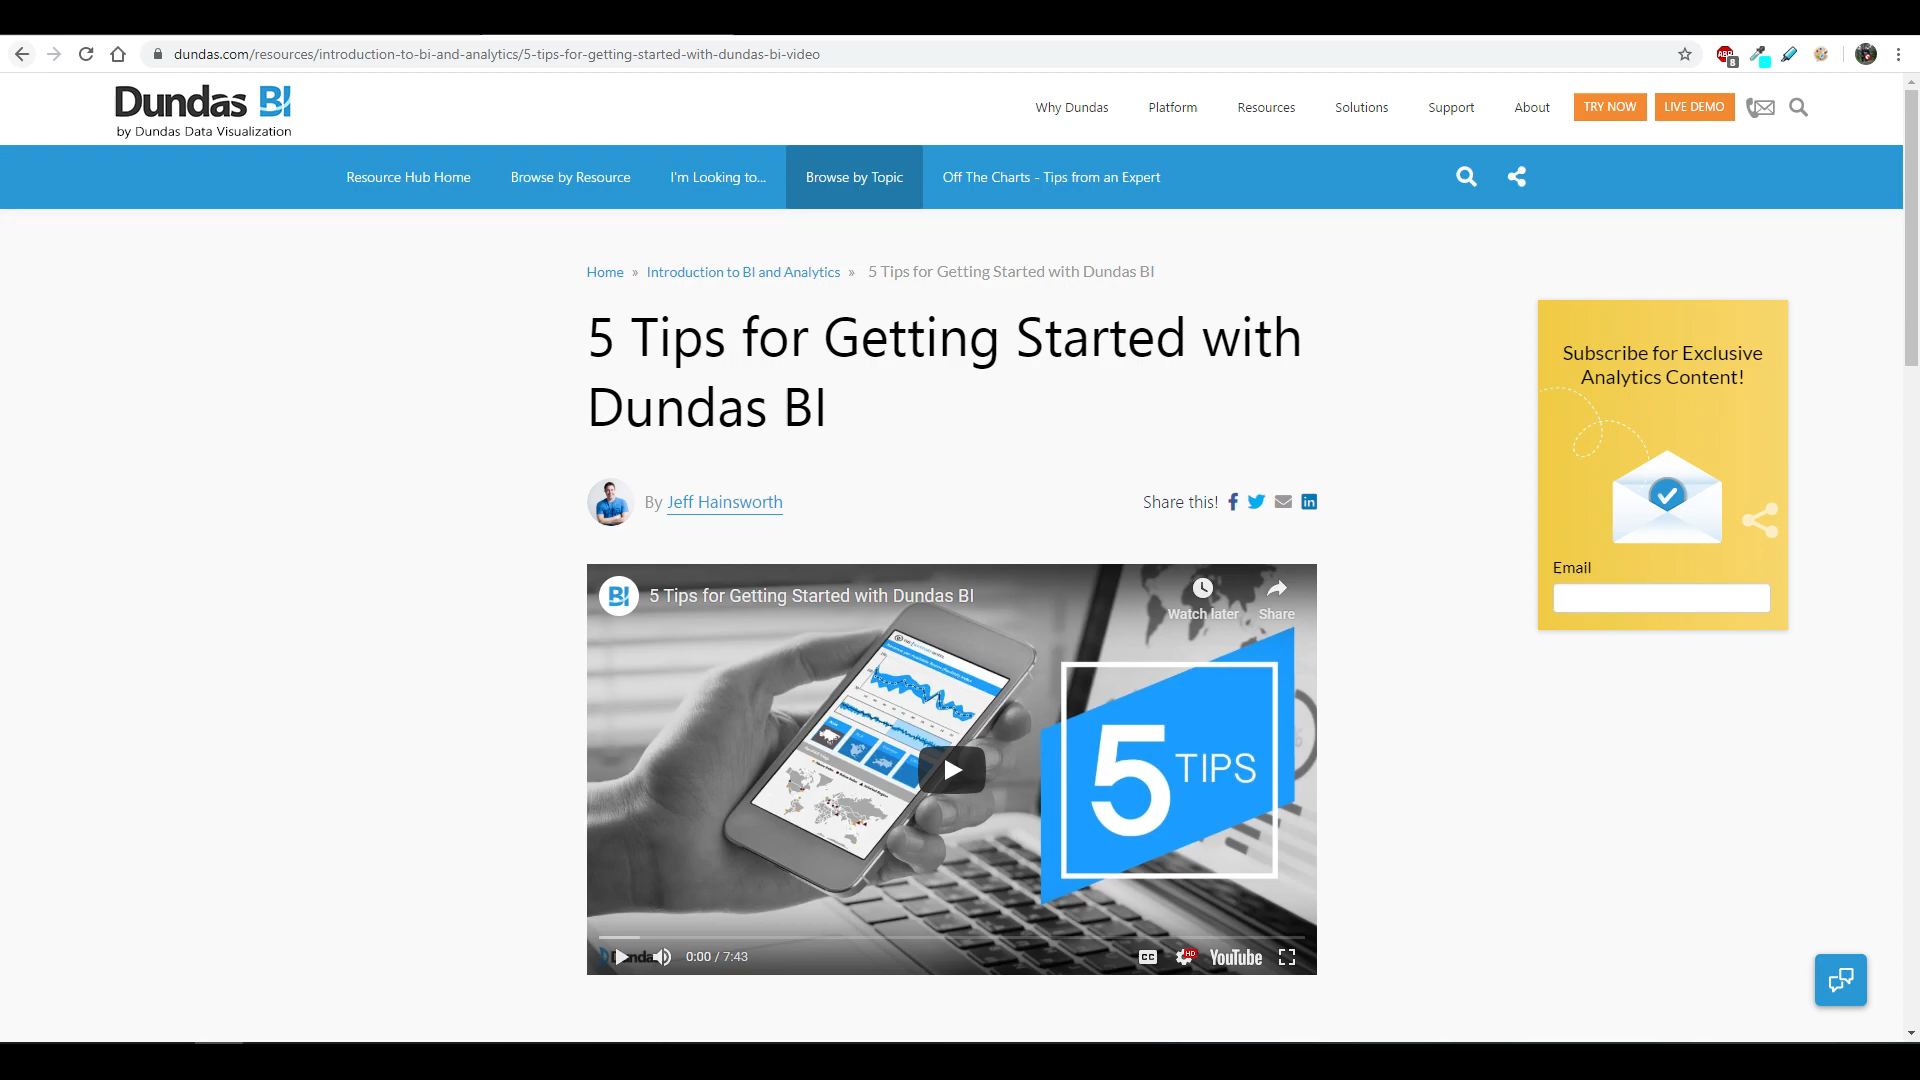 dundas.com/resources/introduction-to-bi-and-analytics/5-tips-for-getting-started-with-dundas-bi-video
ABP
8
Dundas BI
by Dundas Data Visualization
Why Dundas Platform Resources Solutions Support About TRY NOW LIVE DEMO
Resource Hub Home Browse by Resource I'm Looking to... Browse by Topic Off The Charts - Tips from an Expert
Home » Introduction to BI and Analytics » 5 Tips for Getting Started with Dundas BI
5 Tips for Getting Started with
Dundas BI
By Jeff Hainsworth
Share this!
BI 5 Tips for Getting Started with Dundas BI
Watch later Share
5 TIPS
0:00 / 7:43
CC HD YouTube
Subscribe for Exclusive
Analytics Content!
Email